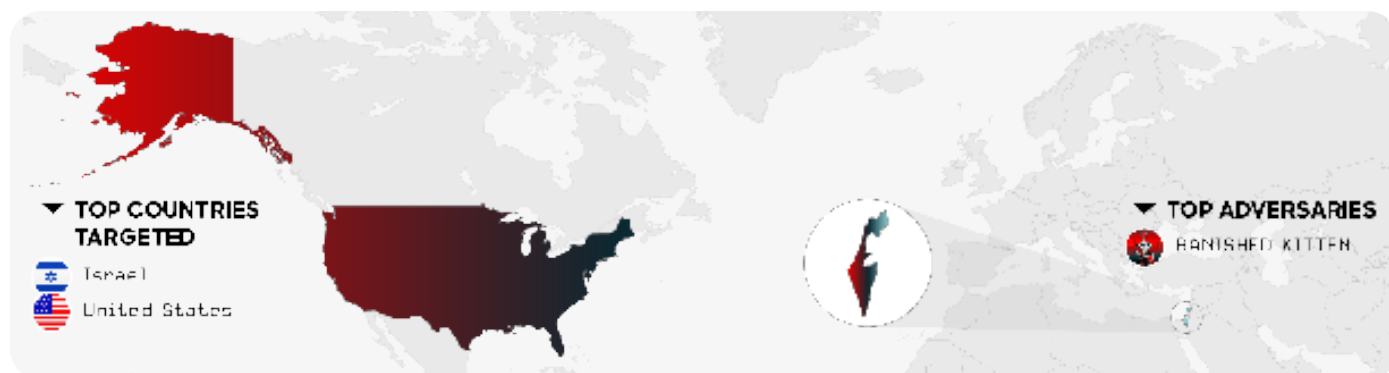 TOP COUNTRIES
TARGETED
Israel
United States
TOP ADVERSARIES
BANISHED KITTEN